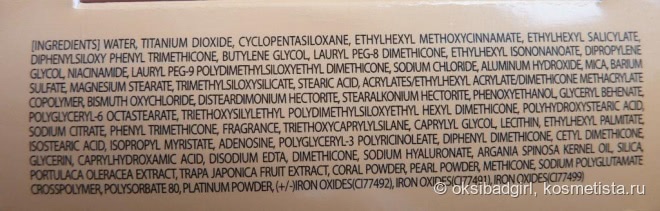 [INGREDIENTS] WATER, TITANIUM DIOXIDE, CYCLOPENTASILOXANE, ETHYLHEXYL METHOXYCINNAMATE, ETHYLHEXYL SALICYLATE,
DIPHENYLSILOXY PHENYL TRIMETHICONE, BUTYLENE GLYCOL, LAURYL PEG-8 DIMETHICONE, ETHYLHEXYL ISONONANOATE, DIPROPYLENE
GLYCOL, NIACINAMIDE, LAURYL PEG-9 POLYDIMETHYLSILOXYETHYL DIMETHICONE, SODIUM CHLORIDE, ALUMINUM HYDROXIDE, MICA, BARIUM
SULFATE, MAGNESIUM STEARATE, TRIMETHYLSILOXYSILICATE, STEARIC ACID, ACRYLATES/ETHYLHEXYL ACRYLATE/DIMETHICONE METHACRYLATE
COPOLYMER, BISMUTH OXYCHLORIDE, DISTEARDIMONIUM HECTORITE, STEARALKONIUM HECTORITE, PHENOXYETHANOL, GLYCERYL BEHENATE,
POLYGLYCERYL-6 OCTASTEARATE, TRIETHOXYSILYLETHYL POLYDIMETHYLSILOXYETHYL HEXYL DIMETHICONE, POLYHYDROXYSTEARIC ACID,
SODIUM CITRATE, PHENYL TRIMETHICONE, FRAGRANCE, TRIETHOXYCAPRYLYLSILANE, CAPRYLYL GLYCOL, LECITHIN, ETHYLHEXYL PALMITATE,
ISOSTEARIC ACID, ISOPROPYL MYRISTATE, ADENOSINE, POLYGLYCERYL-3 POLYRICINOLEATE, DIPHENYL DIMETHICONE, CETYL DIMETHICONE,
GLYCERIN, CAPRYLHYDROXAMIC ACID, DISODIUM EDTA, DIMETHICONE, SODIUM HYALURONATE, ARGANIA SPINOSA KERNEL OIL, SILICA,
PORTULACA OLERACEA EXTRACT, TRAPA JAPONICA FRUIT EXTRACT, CORAL POWDER, PEARL POWDER, METHICONE, SODIUM POLYGLUTAMATE
CROSSPOLYMER, POLYSORBATE 80, PLATINUM POWDER, (+/-)IRON OXIDES(CI77492), IRON OXIDES(CI77491), IRON OXIDES(CI77499)
@ oksibadgirl, kosmetista.ru